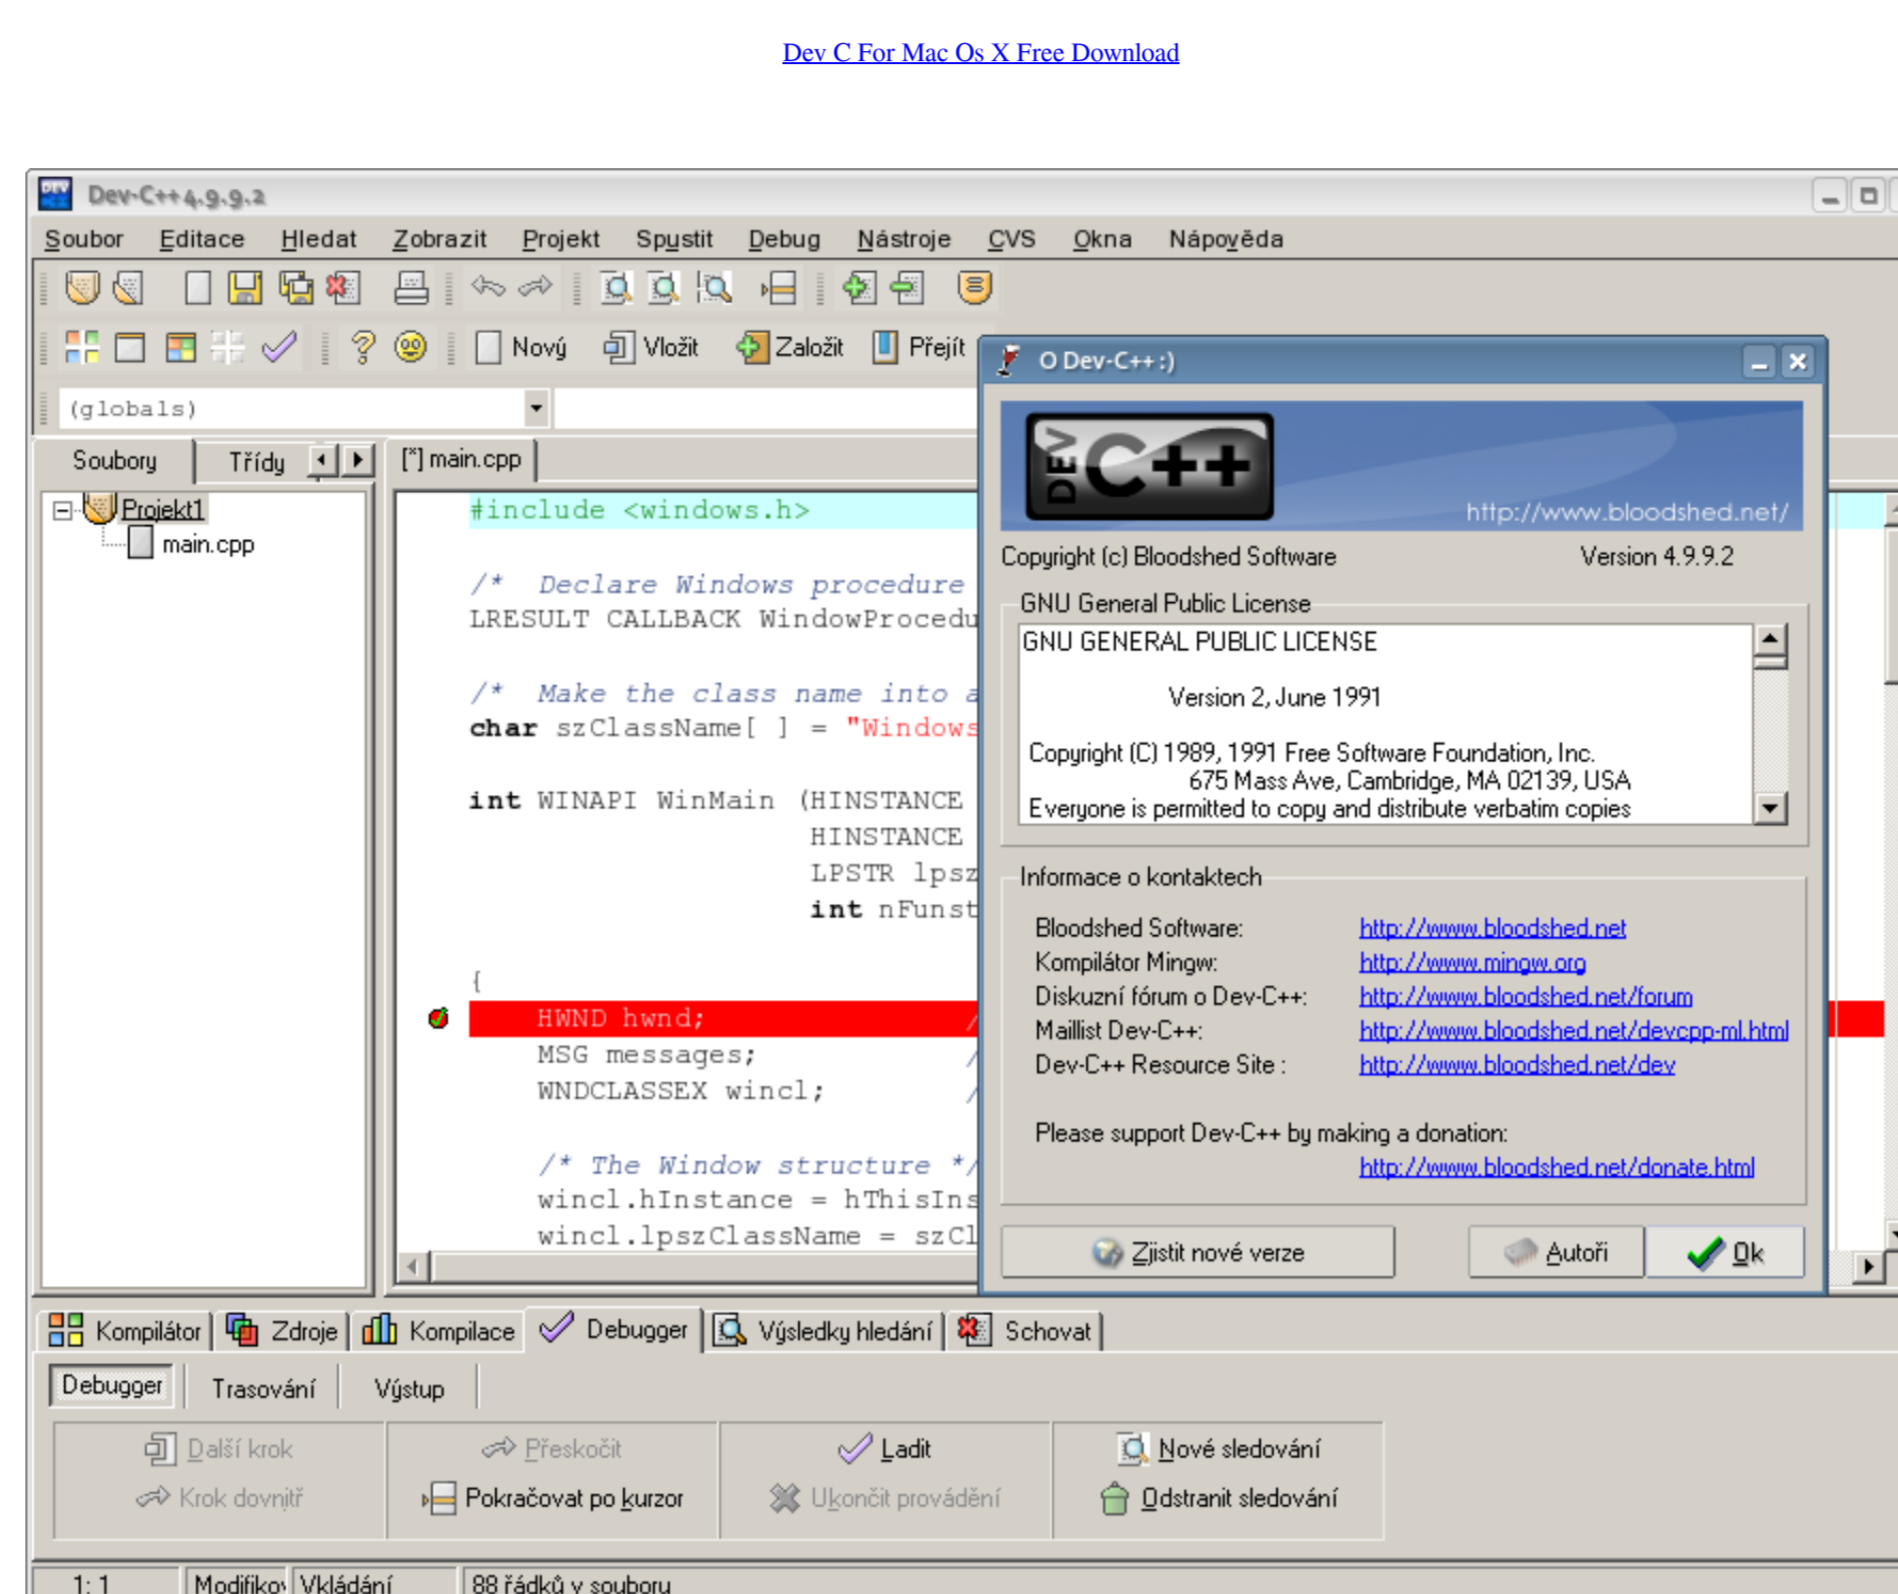 Dev C For Mac Os X Free Download
Dev-C++ 4.9.9.2
Soubor Editace Hledat Zobrazit Projekt Spustit Debug Nástroje CVS Okna Nápověda
Nový Vložit Založit Přejít
(globals)
Soubory Třídy
[*] main.cpp
Projekt1
main.cpp
#include <windows.h>
/* Declare Windows procedure
LRESULT CALLBACK WindowProcedu
/* Make the class name into a
char szClassName[ ] = "Windows
int WINAPI WinMain (HINSTANCE
HINSTANCE
LPSTR lpsz
int nFunst
{
HWND hwnd; /
MSG messages; /
WNDCLASSEX wincl; /
/* The Window structure */
wincl.hInstance = hThisIns
wincl.lpszClassName = szCl
O Dev-C++ :)
DEV C++
http://www.bloodshed.net/
Copyright (c) Bloodshed Software Version 4.9.9.2
GNU General Public License
GNU GENERAL PUBLIC LICENSE
Version 2, June 1991
Copyright (C) 1989, 1991 Free Software Foundation, Inc.
675 Mass Ave, Cambridge, MA 02139, USA
Everyone is permitted to copy and distribute verbatim copies
Informace o kontaktech
Bloodshed Software: http://www.bloodshed.net
Kompilátor Mingw: http://www.mingw.org
Diskuzní fórum o Dev-C++: http://www.bloodshed.net/forum
Maillist Dev-C++: http://www.bloodshed.net/devcpp-ml.html
Dev-C++ Resource Site : http://www.bloodshed.net/dev
Please support Dev-C++ by making a donation:
http://www.bloodshed.net/donate.html
Zjistit nové verze Autoři Ok
Kompilátor Zdroje Kompilace Debugger Výsledky hledání Schovat
Debugger Trasování Výstup
Další krok Přeskočit Ladit Nové sledování
Krok dovnitř Pokračovat po kurzor Ukončit provádění Odstranit sledování
1: 1 Modifikov Vkládání 88 řádků v souboru